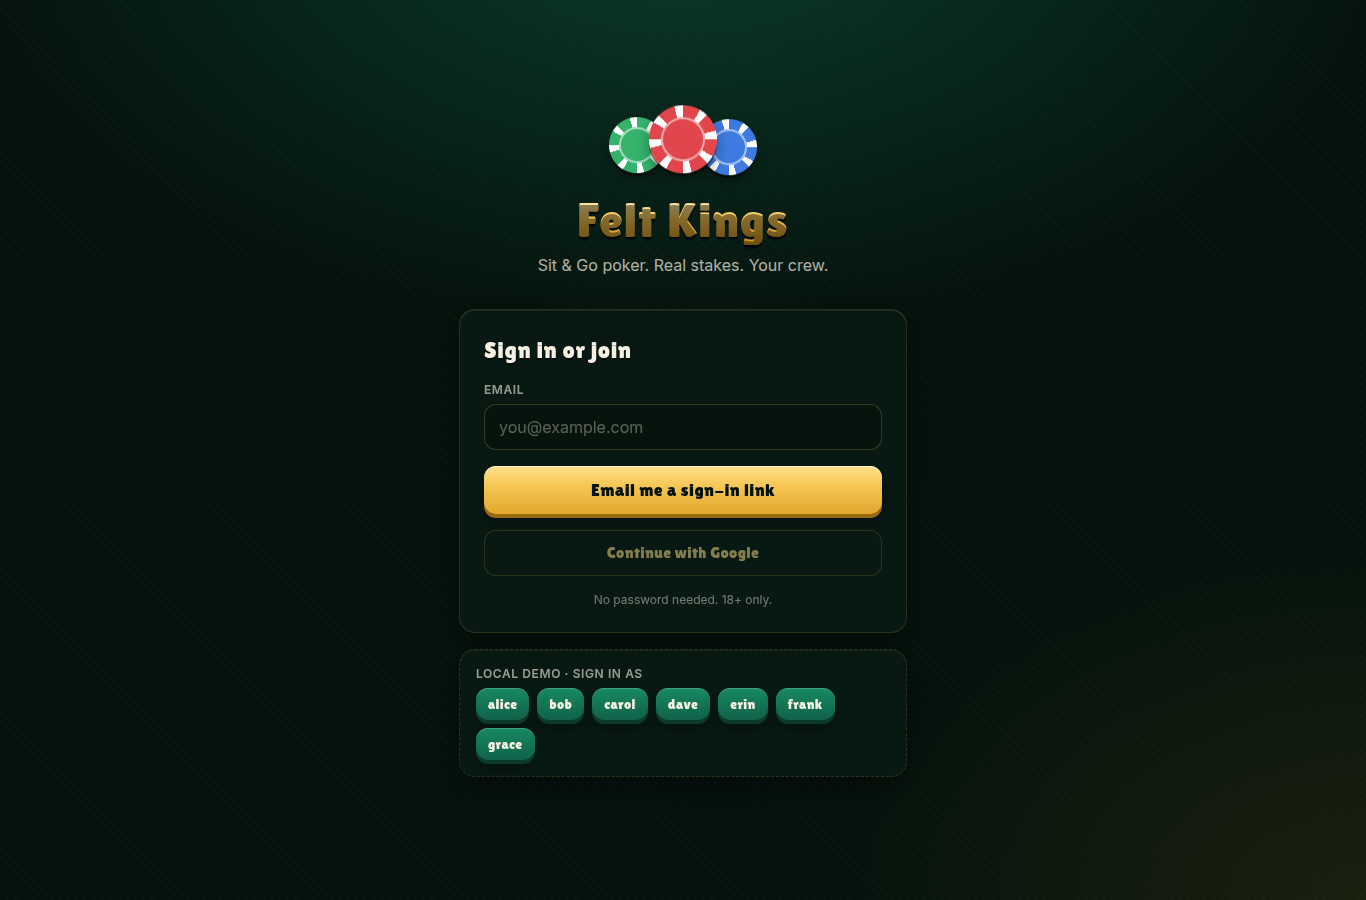 Felt Kings
Sit & Go poker. Real stakes. Your crew.
Sign in or join
EMAIL
you@example.com
Email me a sign-in link
Continue with Google
No password needed. 18+ only.
LOCAL DEMO · SIGN IN AS
alice bob carol dave erin frank
grace